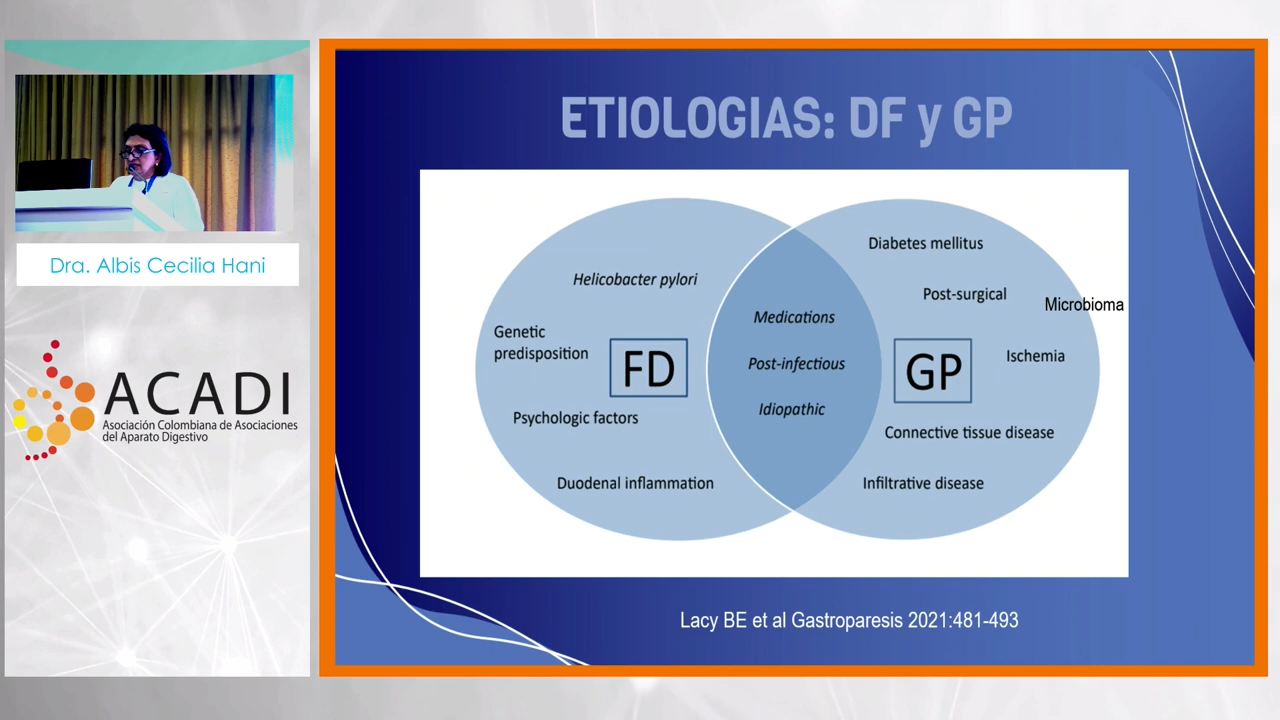 Dra. Albis Cecilia Hani
ACADI
Asociación Colombiana de Asociaciones
del Aparato Digestivo
ETIOLOGIAS: DF y GP
Helicobacter pylori
Genetic
predisposition
FD
Psychologic factors
Duodenal inflammation
Medications
Post-infectious
Idiopathic
Diabetes mellitus
Post-surgical
Microbioma
Ischemia
GP
Connective tissue disease
Infiltrative disease
Lacy BE et al Gastroparesis 2021:481-493